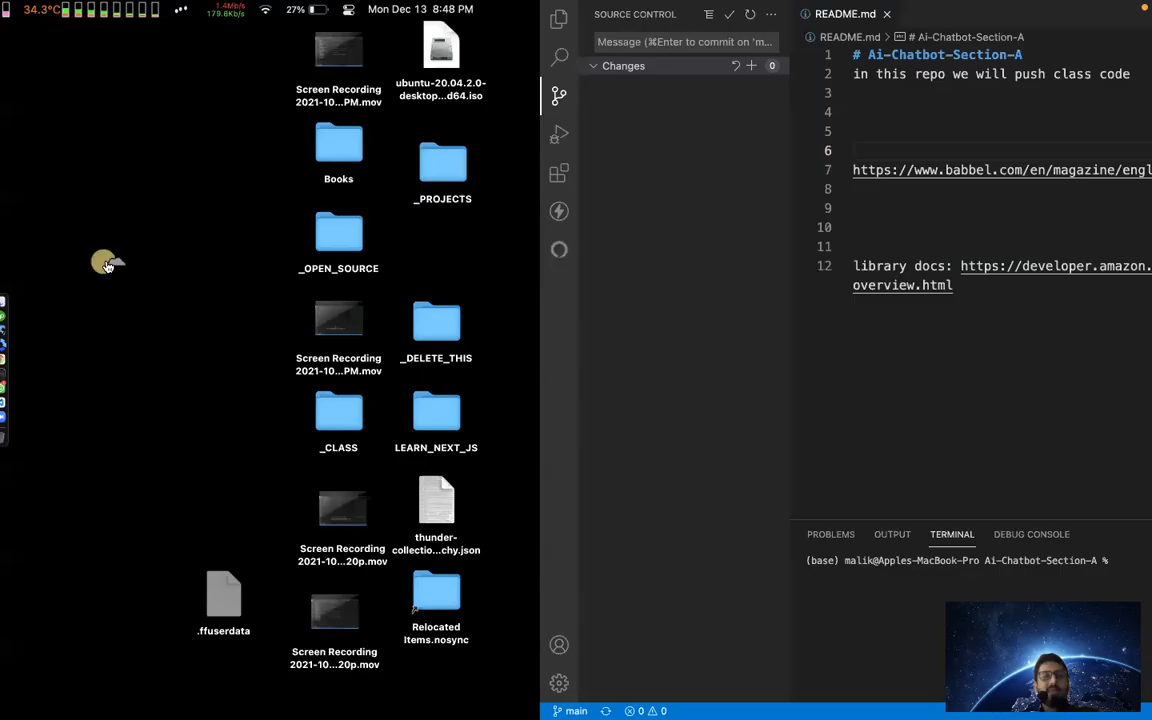 34.3°C
1.4Mb/s
179.8Kb/s
27%
Mon Dec 13 8:48 PM
Screen Recording
2021-10...PM.mov
ubuntu-20.04.2.0-
desktop...d64.iso
Books
_PROJECTS
_OPEN_SOURCE
Screen Recording
2021-10...PM.mov
_DELETE_THIS
_CLASS
LEARN_NEXT_JS
Screen Recording
2021-10...20p.mov
thunder-
collectio...chy.json
.ffuserdata
Screen Recording
2021-10...20p.mov
Relocated
Items.nosync
SOURCE CONTROL
Message (⌘Enter to commit on 'm...
Changes
0
README.md
README.md > # Ai-Chatbot-Section-A
1 # Ai-Chatbot-Section-A
2 in this repo we will push class code
3
4
5
6
7 https://www.babbel.com/en/magazine/engl
8
9
10
11
12 library docs: https://developer.amazon.
overview.html
PROBLEMS OUTPUT TERMINAL DEBUG CONSOLE
(base) malik@Apples-MacBook-Pro Ai-Chatbot-Section-A %
main 0 0